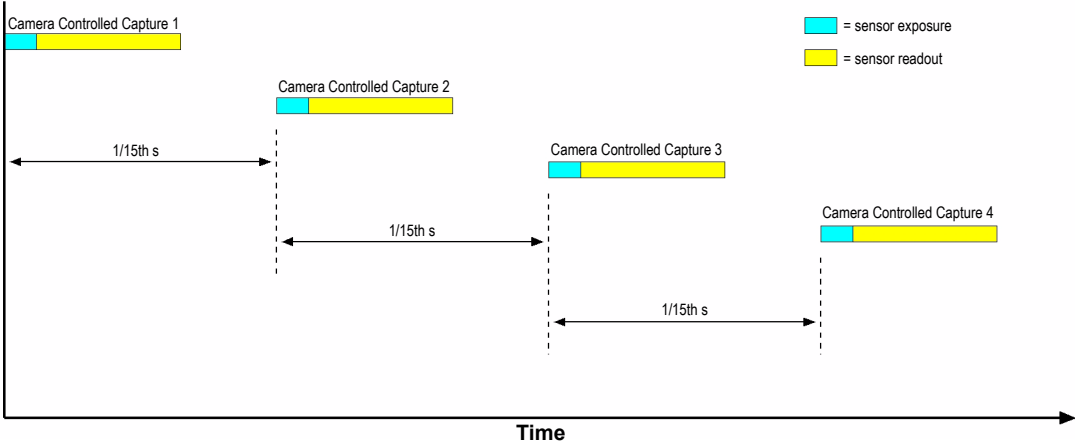 Camera Controlled Capture 1
= sensor exposure
= sensor readout
Camera Controlled Capture 2
1/15th s
Camera Controlled Capture 3
Camera Controlled Capture 4
1/15th s
1/15th s
Time